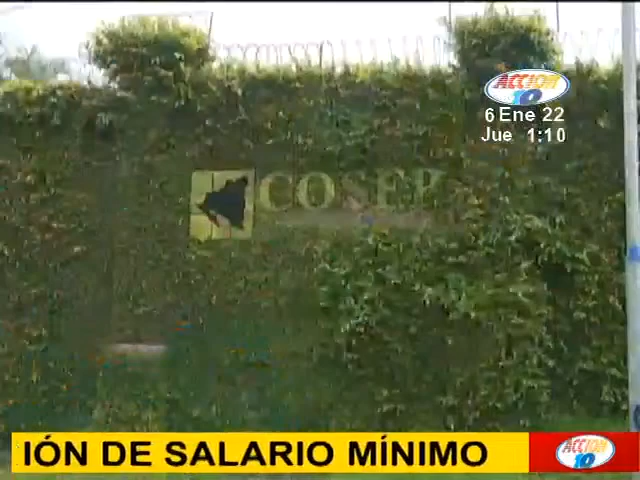 ACCION
10
6 Ene 22
Jue 1:10
COSEP
IÓN DE SALARIO MÍNIMO
ACCION
10